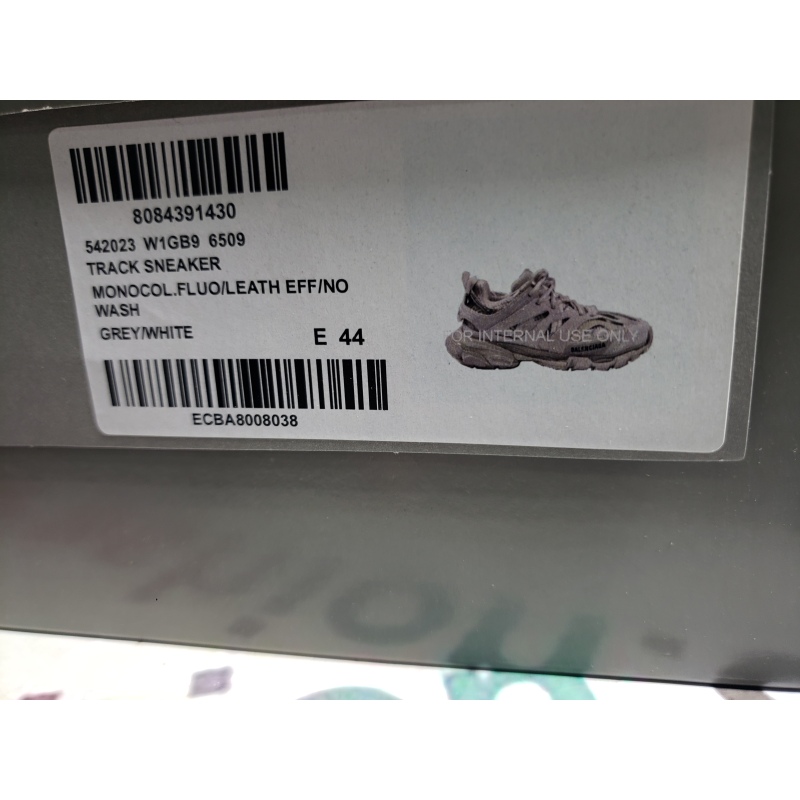 8084391430
542023 W1GB9 6509
TRACK SNEAKER
MONOCOL.FLUO/LEATH EFF/NO
WASH
GREY/WHITE E 44
ECBA8008038
FOR INTERNAL USE ONLY
BALENCIAGA